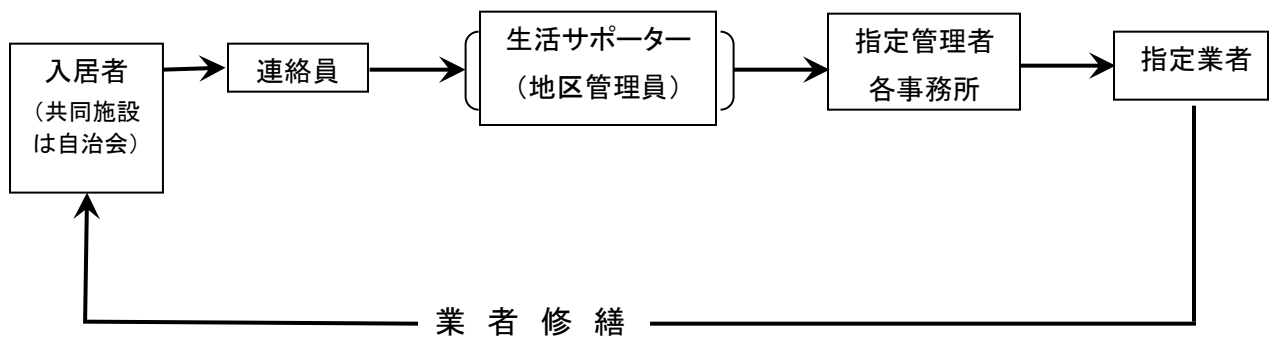 入居者
（共同施設
は自治会）
連絡員
生活サポーター
（地区管理員）
指定管理者
各事務所
指定業者
業者修繕